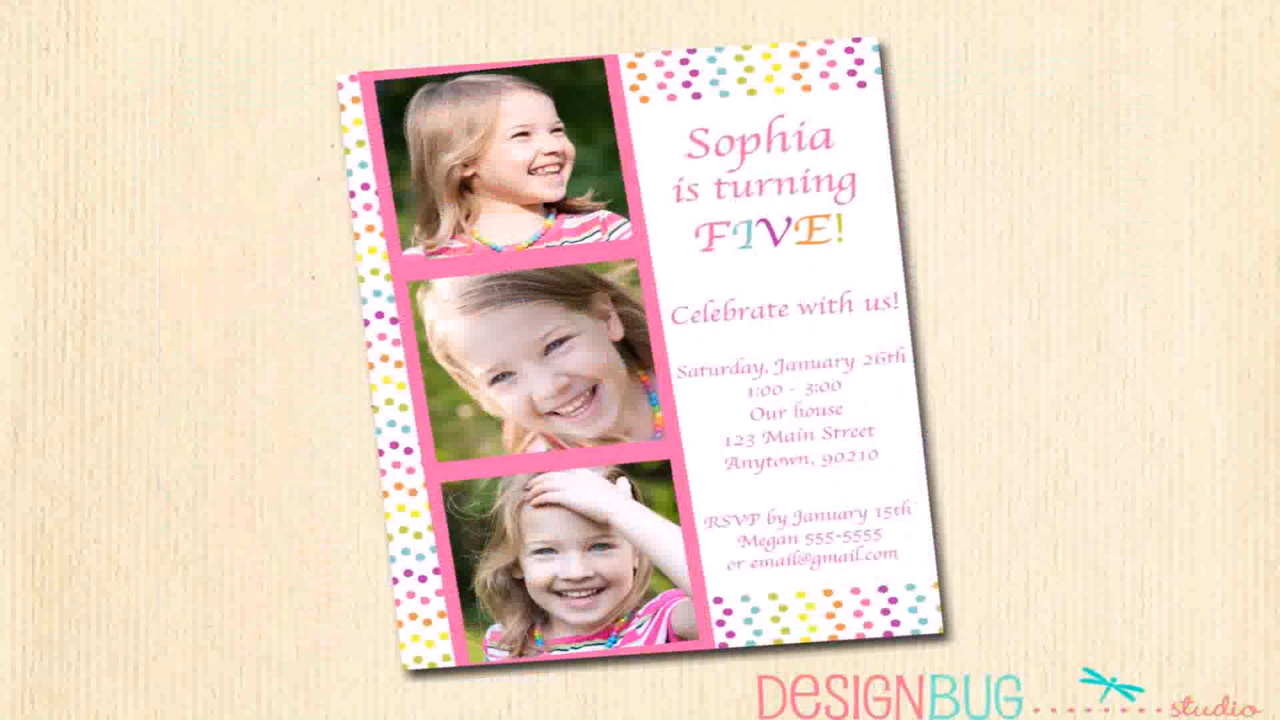 Sophia
is turning
FIVE!
Celebrate with us!
Saturday, January 26th
1:00 - 3:00
Our house
123 Main Street
Anytown, 90210
RSVP by January 15th
Megan 555-5555
or email@gmail.com
DESIGNBUG........studio